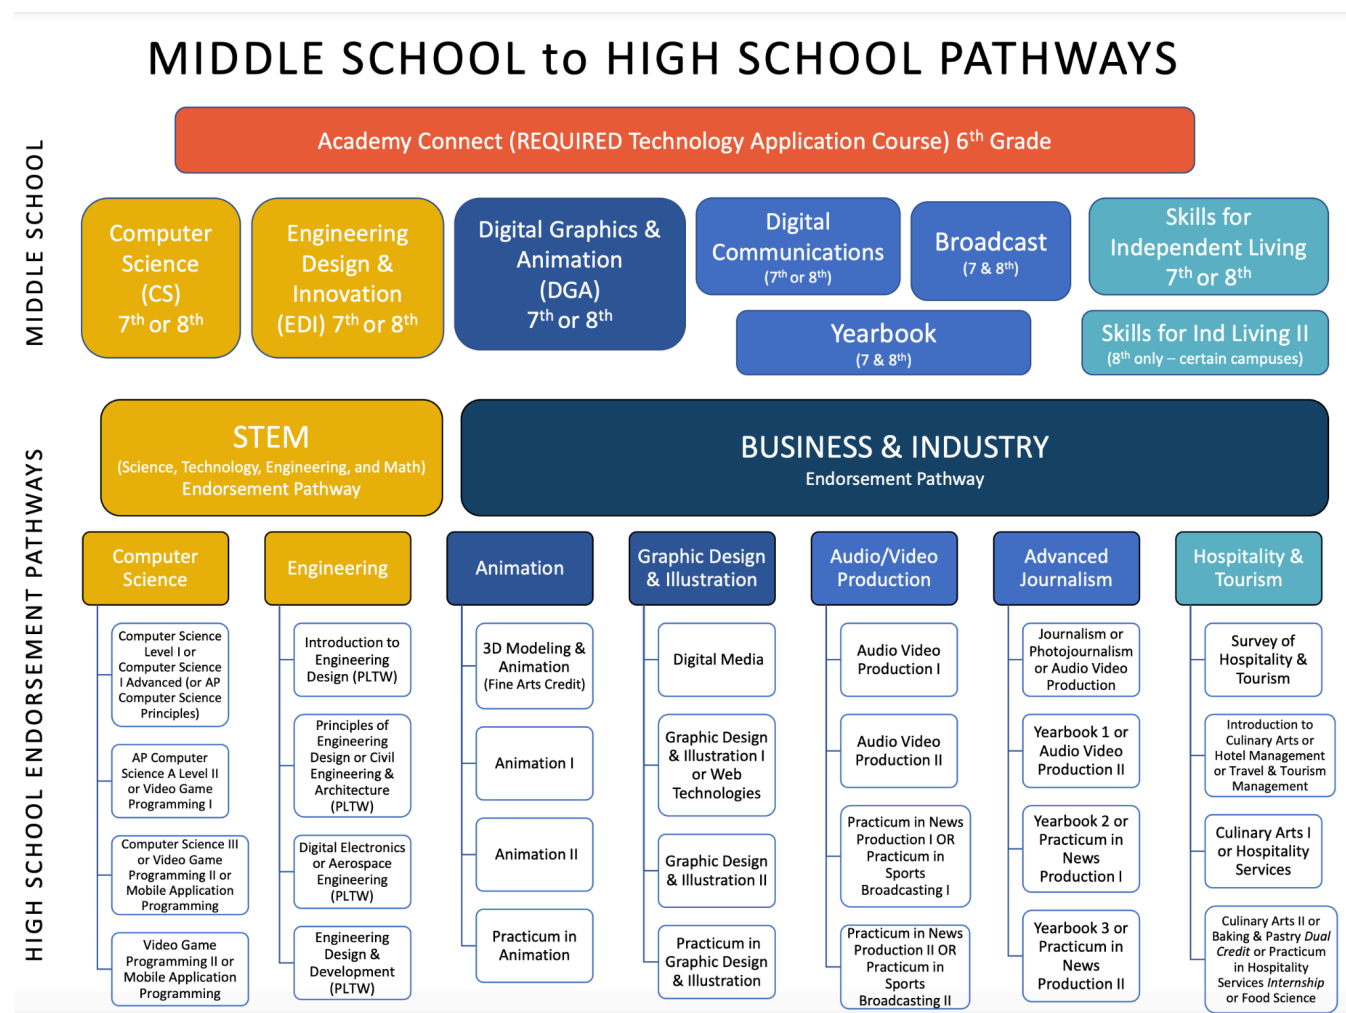 MIDDLE SCHOOL to HIGH SCHOOL PATHWAYS
MIDDLE SCHOOL
Academy Connect (REQUIRED Technology Application Course) 6th Grade
Computer
Science
(CS)
7th or 8th
Engineering
Design &
Innovation
(EDI) 7th or 8th
Digital Graphics &
Animation
(DGA)
7th or 8th
Digital
Communications
(7th or 8th)
Broadcast
(7 & 8th)
Skills for
Independent Living
7th or 8th
Yearbook
(7 & 8th)
Skills for Ind Living II
(8th only – certain campuses)
HIGH SCHOOL ENDORSEMENT PATHWAYS
STEM
(Science, Technology, Engineering, and Math)
Endorsement Pathway
BUSINESS & INDUSTRY
Endorsement Pathway
Computer
Science
Computer Science
Level I or
Computer Science
I Advanced (or AP
Computer Science
Principles)
AP Computer
Science A Level II
or Video Game
Programming I
Computer Science III
or Video Game
Programming II or
Mobile Application
Programming
Video Game
Programming II or
Mobile Application
Programming
Engineering
Introduction to
Engineering
Design (PLTW)
Principles of
Engineering
Design or Civil
Engineering &
Architecture
(PLTW)
Digital Electronics
or Aerospace
Engineering
(PLTW)
Engineering
Design &
Development
(PLTW)
Animation
3D Modeling &
Animation
(Fine Arts Credit)
Animation I
Animation II
Practicum in
Animation
Graphic Design
& Illustration
Digital Media
Graphic Design
& Illustration I
or Web
Technologies
Graphic Design
& Illustration II
Practicum in
Graphic Design
& Illustration
Audio/Video
Production
Audio Video
Production I
Audio Video
Production II
Practicum in News
Production I OR
Practicum in
Sports
Broadcasting I
Practicum in News
Production II OR
Practicum in
Sports
Broadcasting II
Advanced
Journalism
Journalism or
Photojournalism
or Audio Video
Production
Yearbook 1 or
Audio Video
Production II
Yearbook 2 or
Practicum in
News
Production I
Yearbook 3 or
Practicum in
News
Production II
Hospitality &
Tourism
Survey of
Hospitality &
Tourism
Introduction to
Culinary Arts or
Hotel Management
or Travel & Tourism
Management
Culinary Arts I
or Hospitality
Services
Culinary Arts II or
Baking & Pastry Dual
Credit or Practicum
in Hospitality
Services Internship
or Food Science